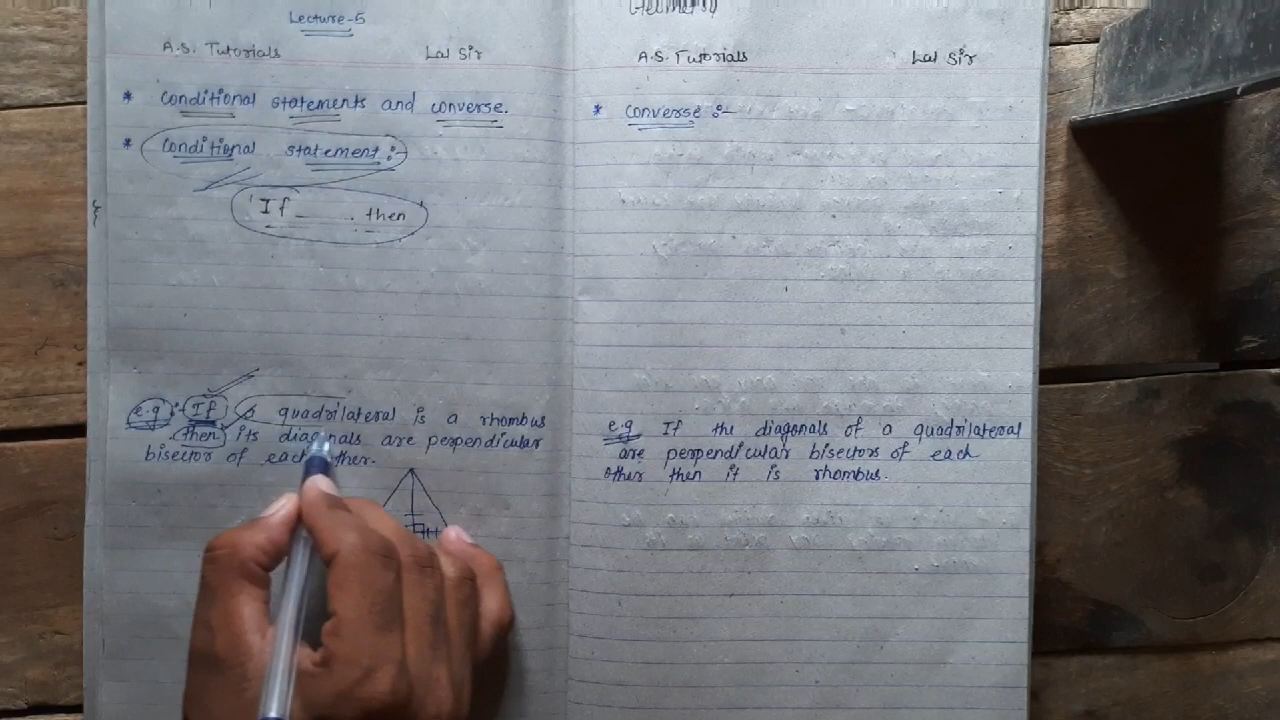 Lecture-5
A.S. Tutorials Lal Sir
* Conditional statements and converse.
* Conditional statement :-
'If _ . then'
e.g :- If a quadrilateral is a rhombus
then its diagonals are perpendicular
bisector of each other.
Geometry
A.S. Tutorials Lal Sir
* Converse :-
e.g If the diagonals of a quadrilateral
are perpendicular bisectors of each
other then it is rhombus.